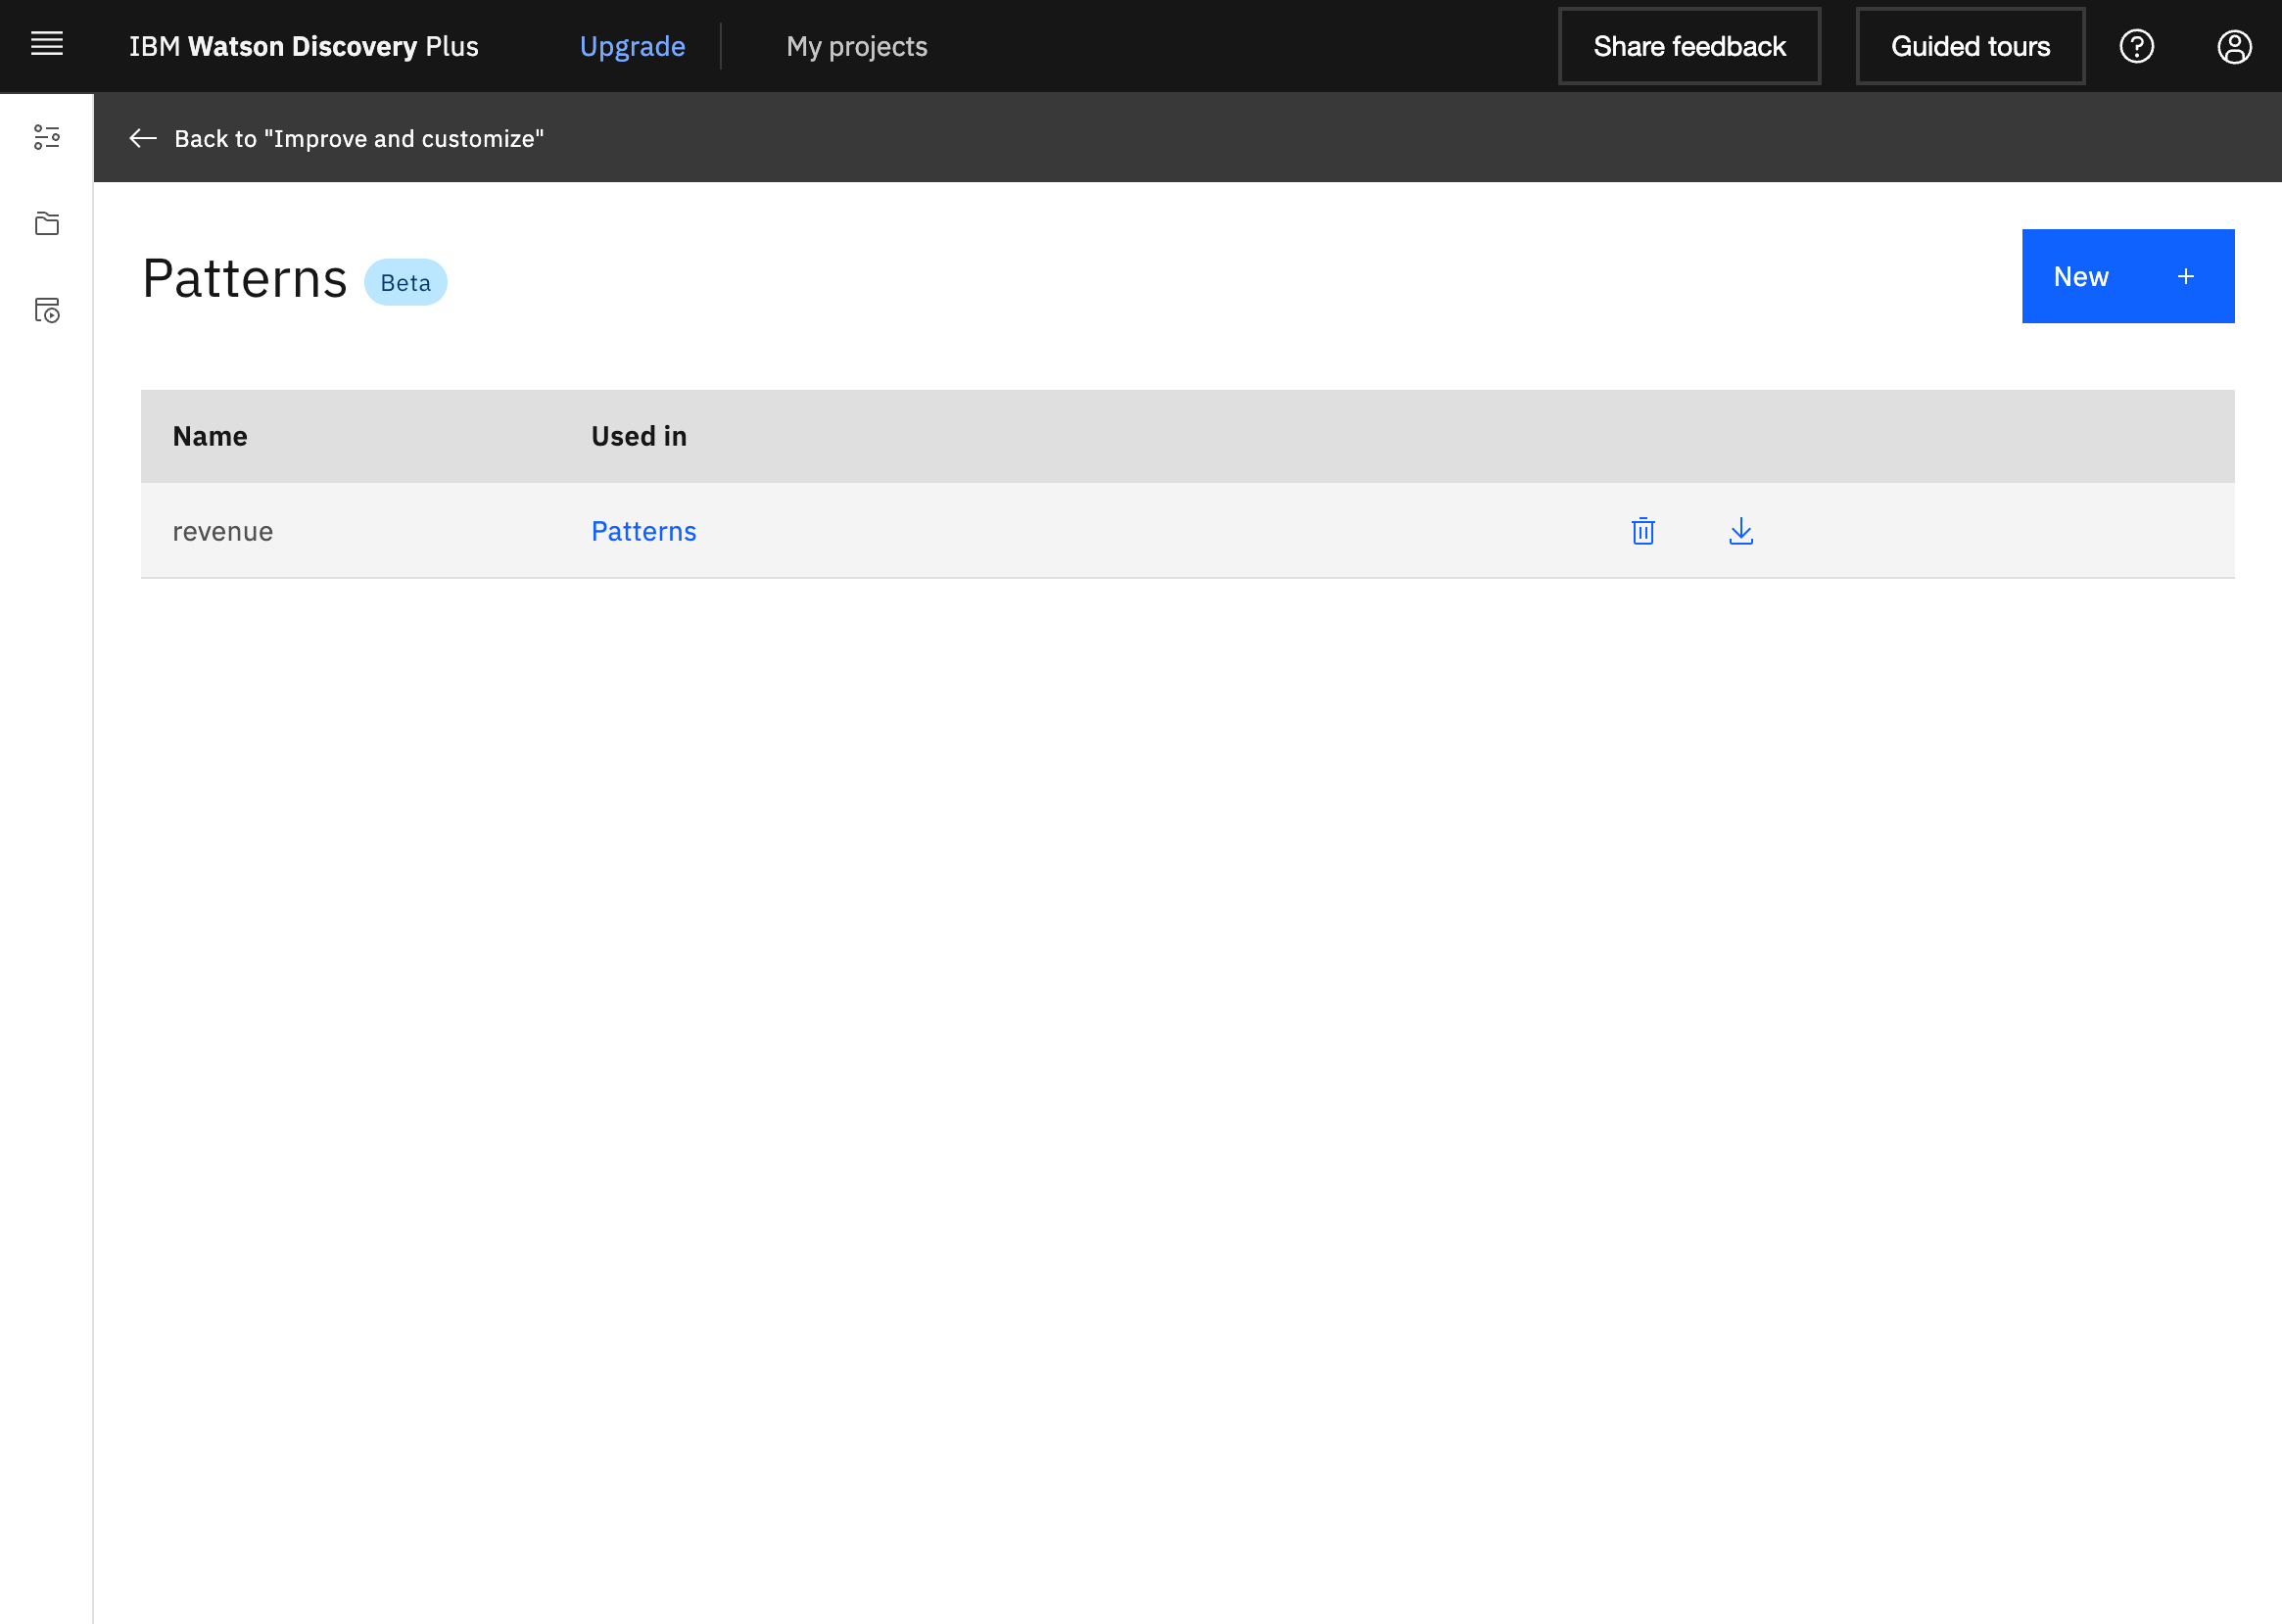 IBM Watson Discovery Plus
Upgrade
My projects
Share feedback
Guided tours
Back to "Improve and customize"
Patterns Beta
New +
Name Used in
revenue Patterns